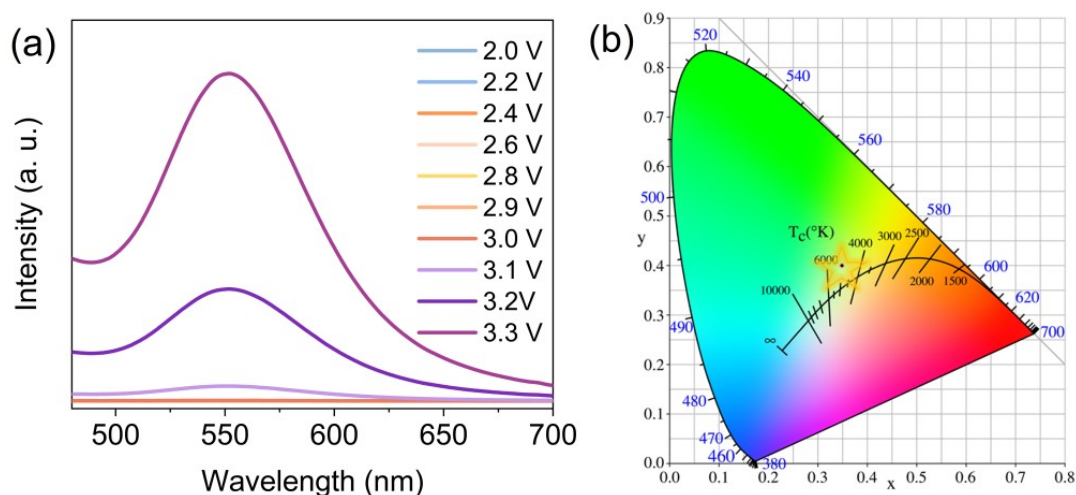 (a)
Intensity (a. u.)
2.0 V
2.2 V
2.4 V
2.6 V
2.8 V
2.9 V
3.0 V
3.1 V
3.2V
3.3 V
500
550
600
650
700
Wavelength (nm)
(b)
0.9
0.8
0.7
0.6
0.5
y
0.4
0.3
0.2
0.1
0.0
0.0
0.1
0.2
0.3
0.4
0.5
0.6
0.7
0.8
x
520
540
560
500
580
600
620
700
490
480
470
460
380
Tc(°K)
6000
4000
3000
2500
2000
1500
10000
∞